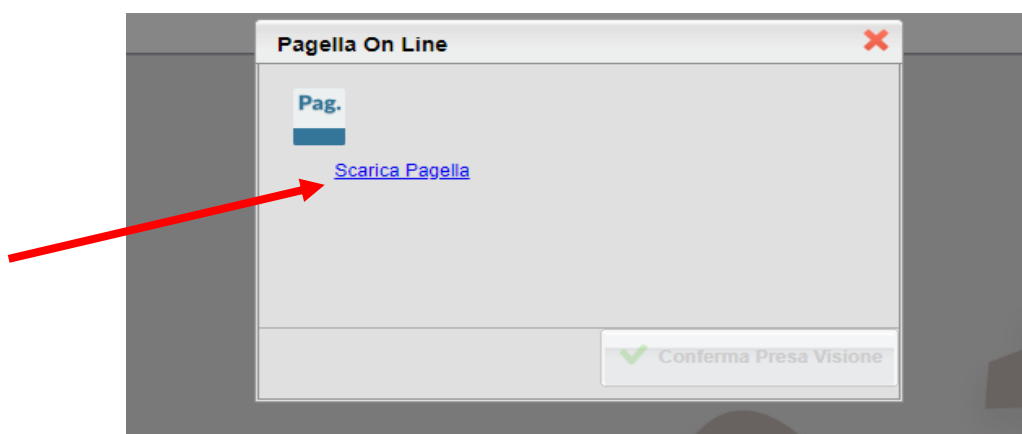 Pagella On Line
Pag.
Scarica Pagella
Conferma Presa Visione